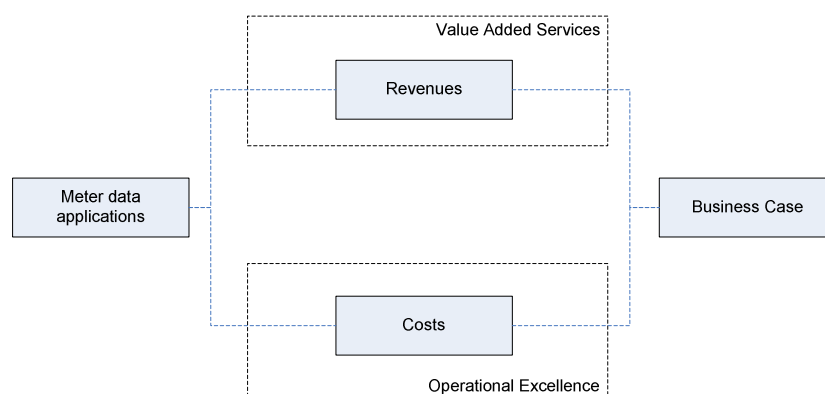 Value Added Services
Revenues
Meter data
applications
Business Case
Costs
Operational Excellence